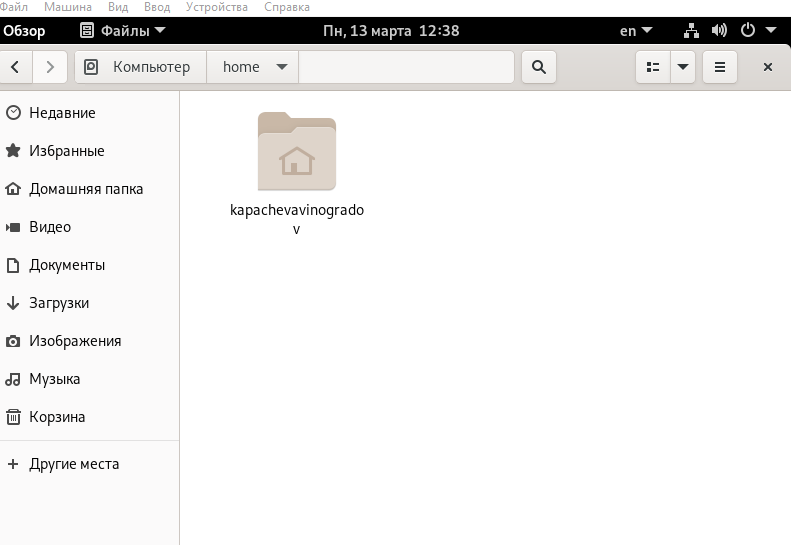 Файл Машина Вид Ввод Устройства Справка
Обзор Файлы Пн, 13 марта 12:38 en
Компьютер home
Недавние
Избранные
Домашняя папка
Видео
Документы
Загрузки
Изображения
Музыка
Корзина
Другие места
kapachevavinogrado
v